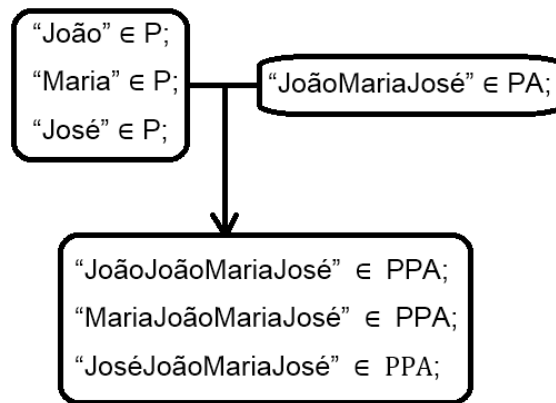 “João” ∈ P;
“Maria” ∈ P;
“José” ∈ P;
“JoãoMariaJosé” ∈ PA;
“JoãoJoãoMariaJosé” ∈ PPA;
“MariaJoãoMariaJosé” ∈ PPA;
“JoséJoãoMariaJosé” ∈ PPA;